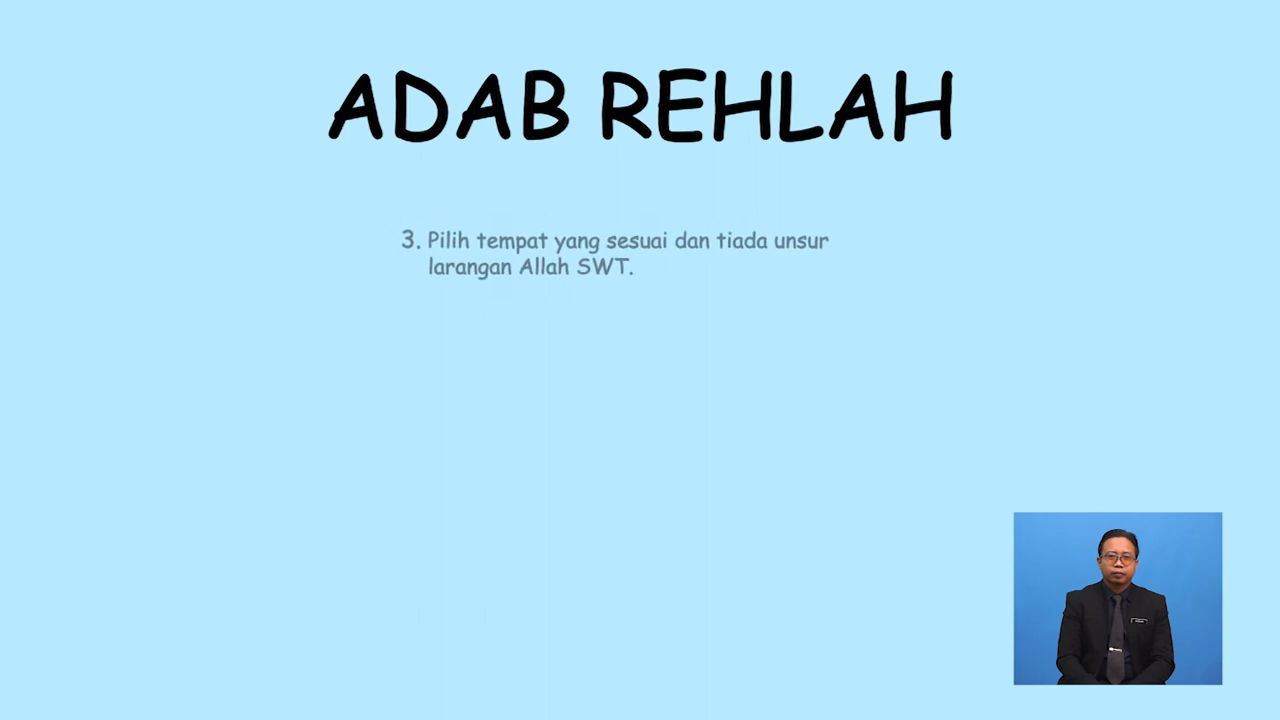 ADAB REHLAH
3. Pilih tempat yang sesuai dan tiada unsur
larangan Allah SWT.